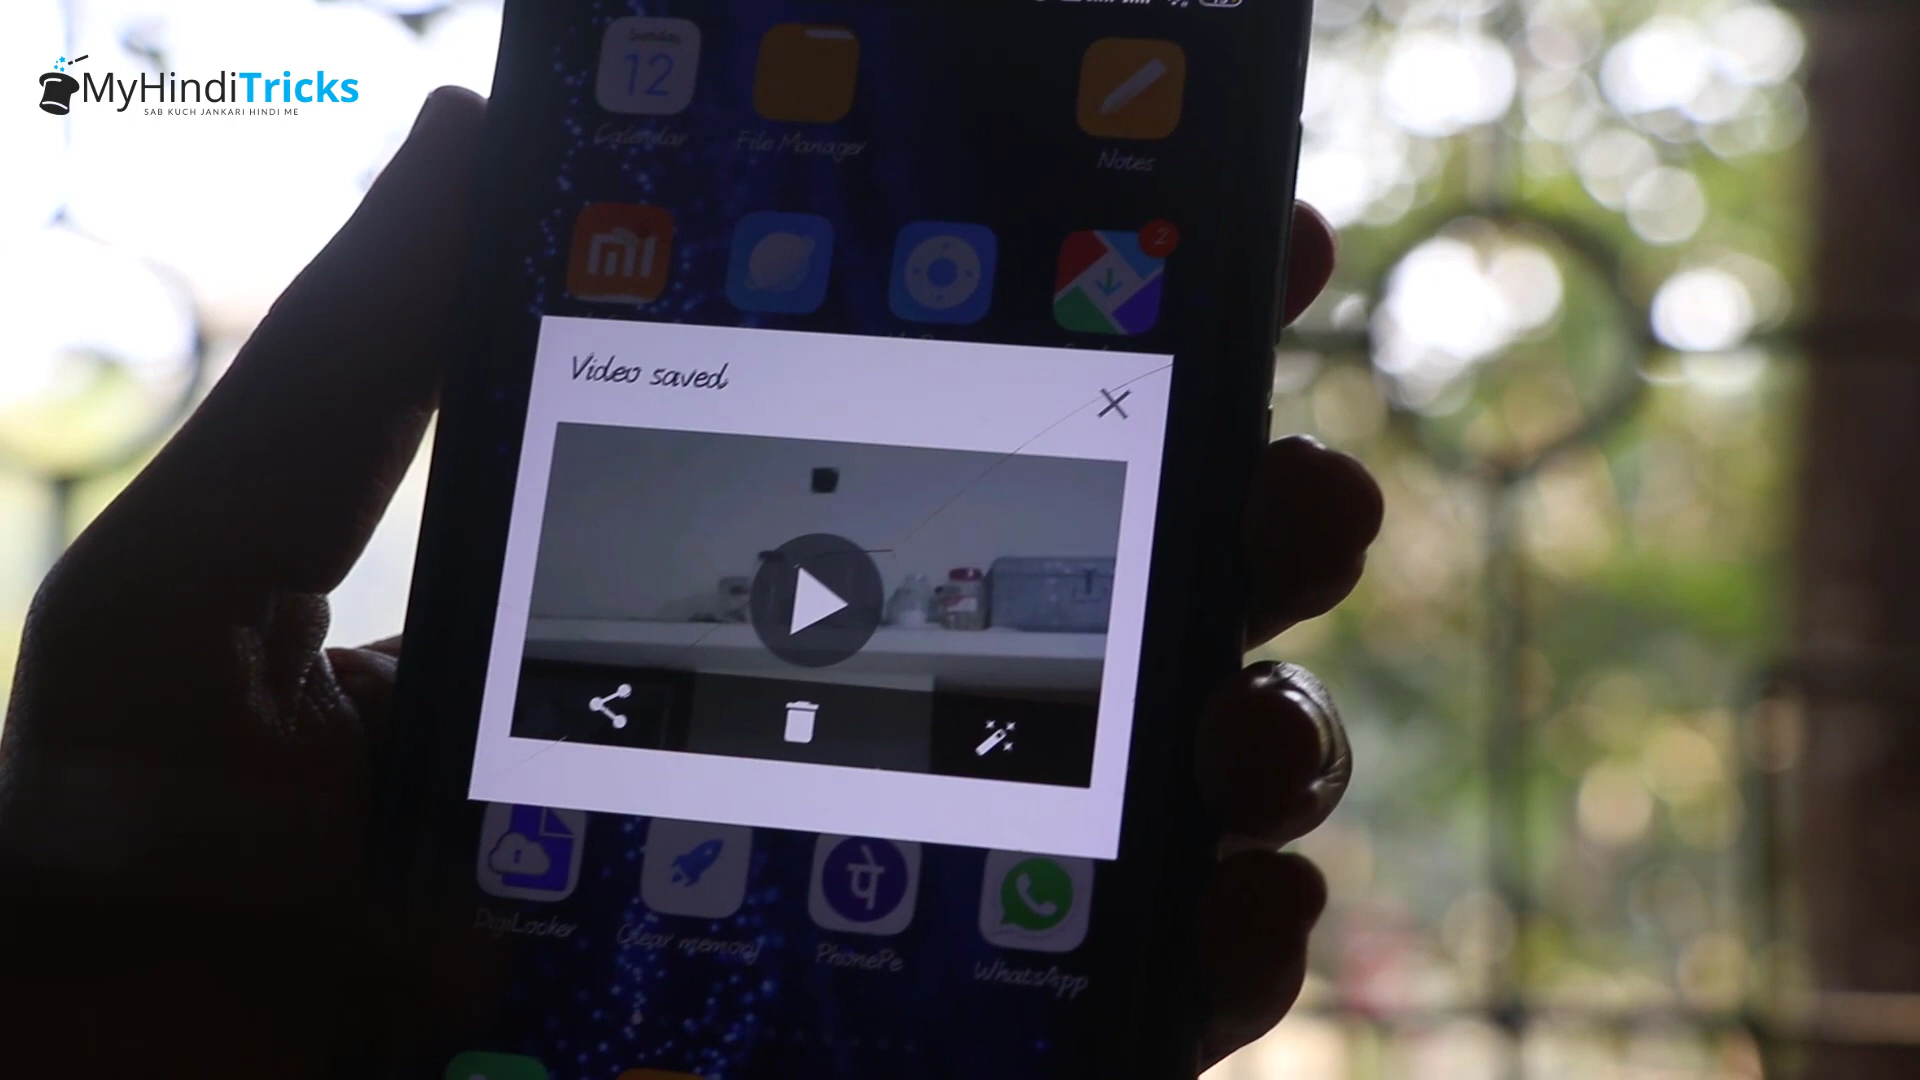 MyHindiTricks
SAB KUCH JANKARI HINDI ME
Sunday
12
Calendar
File Manager
Notes
2
Video saved
DigiLocker
Clear memory
पे
PhonePe
WhatsApp